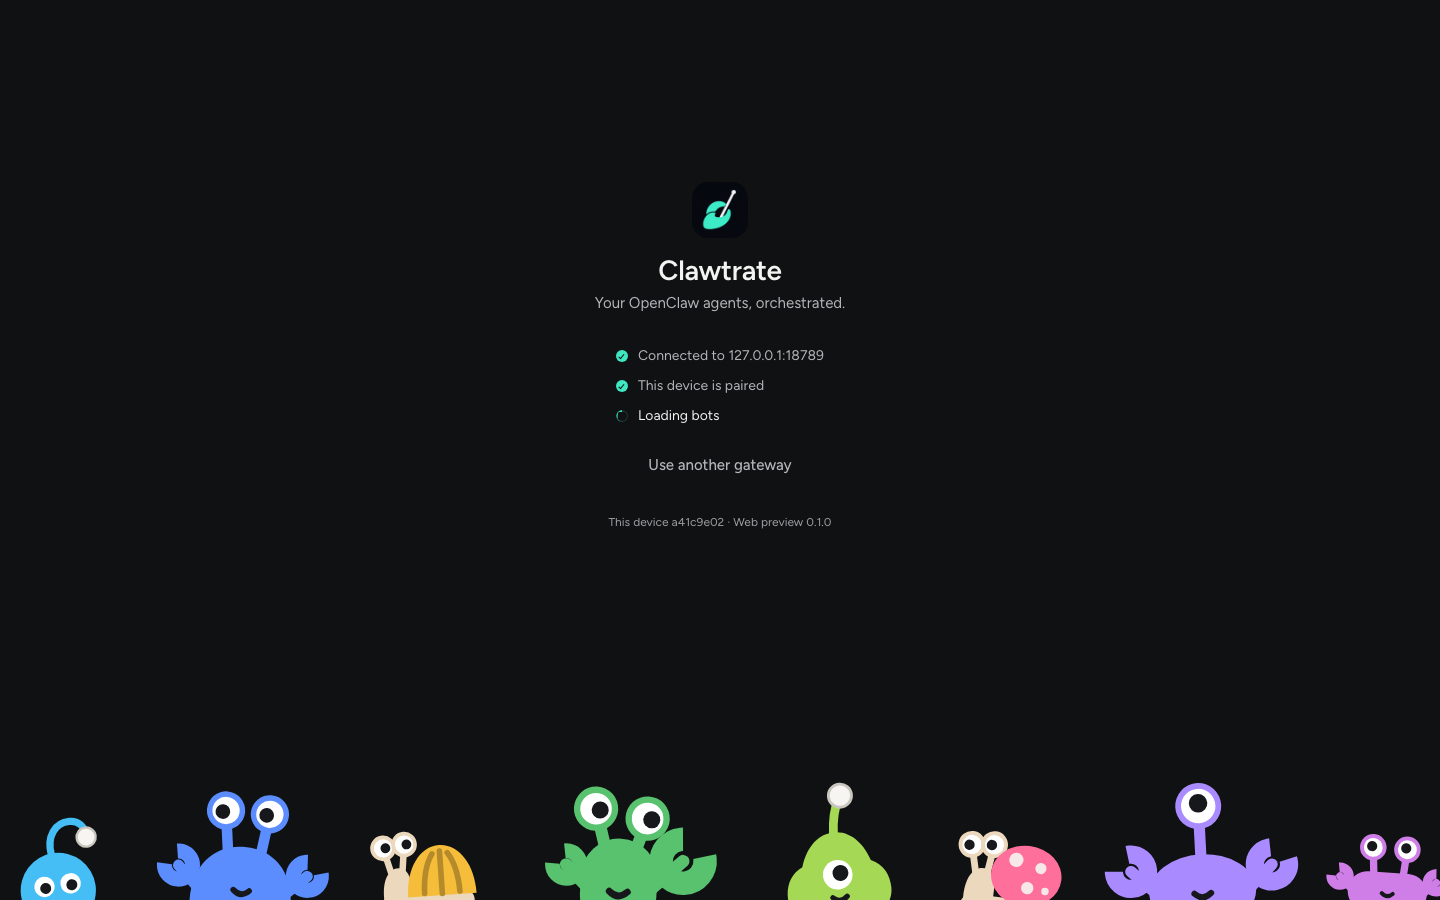 Clawtrate
Your OpenClaw agents, orchestrated.
Connected to 127.0.0.1:18789
This device is paired
Loading bots
Use another gateway
This device a41c9e02 · Web preview 0.1.0